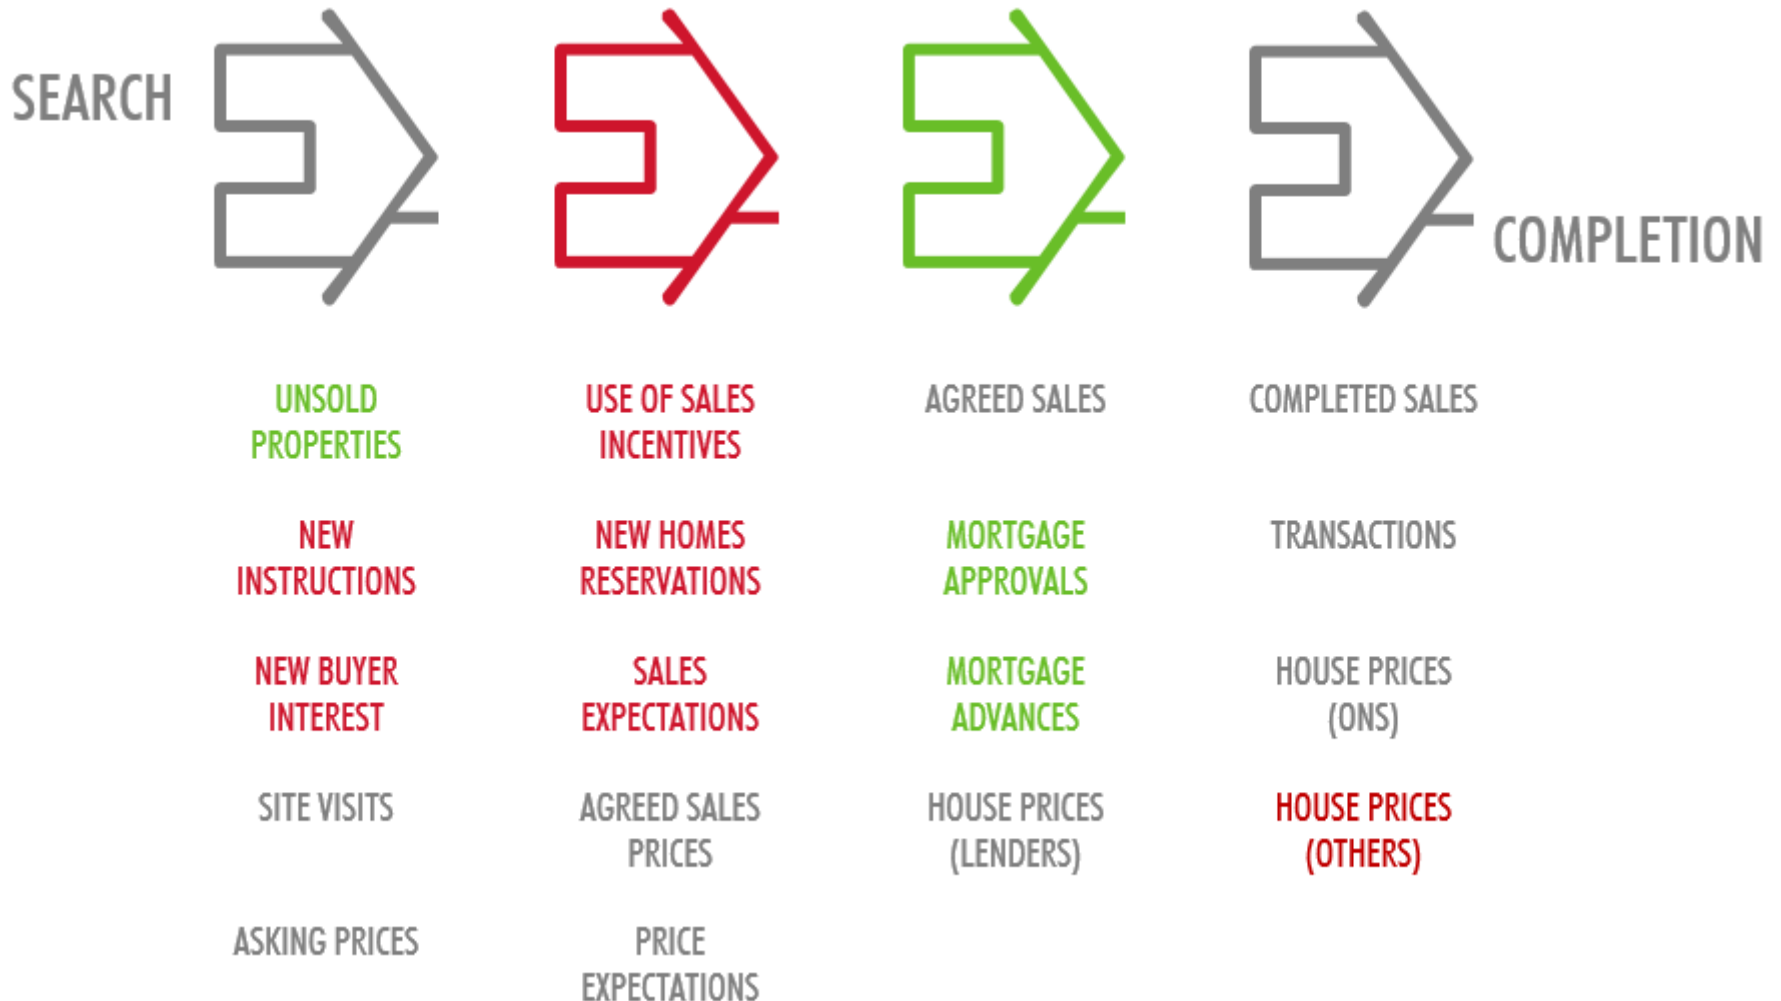 SEARCH
COMPLETION
UNSOLD
PROPERTIES
NEW
INSTRUCTIONS
NEW BUYER
INTEREST
SITE VISITS
ASKING PRICES
USE OF SALES
INCENTIVES
NEW HOMES
RESERVATIONS
SALES
EXPECTATIONS
AGREED SALES
PRICES
PRICE
EXPECTATIONS
AGREED SALES
MORTGAGE
APPROVALS
MORTGAGE
ADVANCES
HOUSE PRICES
(LENDERS)
COMPLETED SALES
TRANSACTIONS
HOUSE PRICES
(ONS)
HOUSE PRICES
(OTHERS)